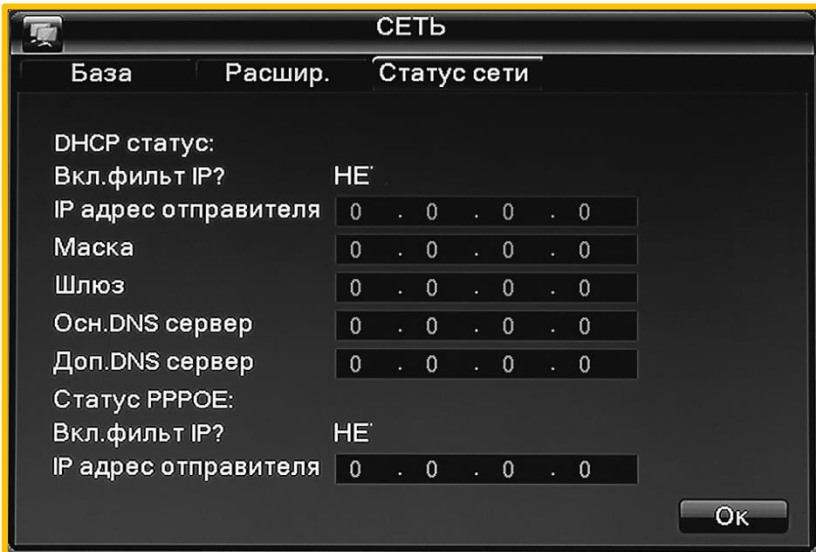 СЕТЬ
База Расшир. Статус сети
DHCP статус:
Вкл.фильт IP? НЕ
IP адрес отправителя 0 . 0 . 0 . 0
Маска 0 . 0 . 0 . 0
Шлюз 0 . 0 . 0 . 0
Осн.DNS сервер 0 . 0 . 0 . 0
Доп.DNS сервер 0 . 0 . 0 . 0
Статус PPPOE:
Вкл.фильт IP? НЕ
IP адрес отправителя 0 . 0 . 0 . 0
Ок